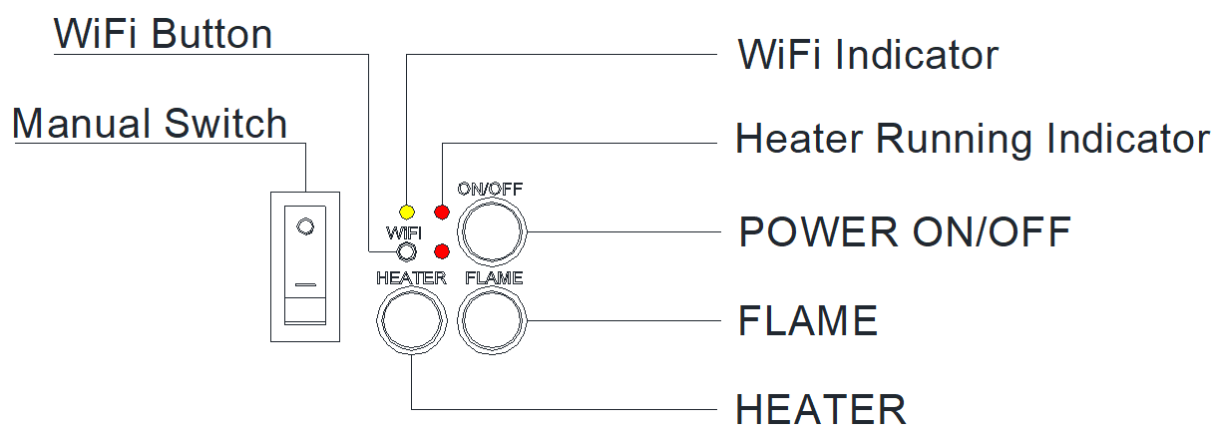 WiFi Button
WiFi Indicator
Manual Switch
Heater Running Indicator
ON/OFF
WIFI
POWER ON/OFF
HEATER FLAME
FLAME
HEATER